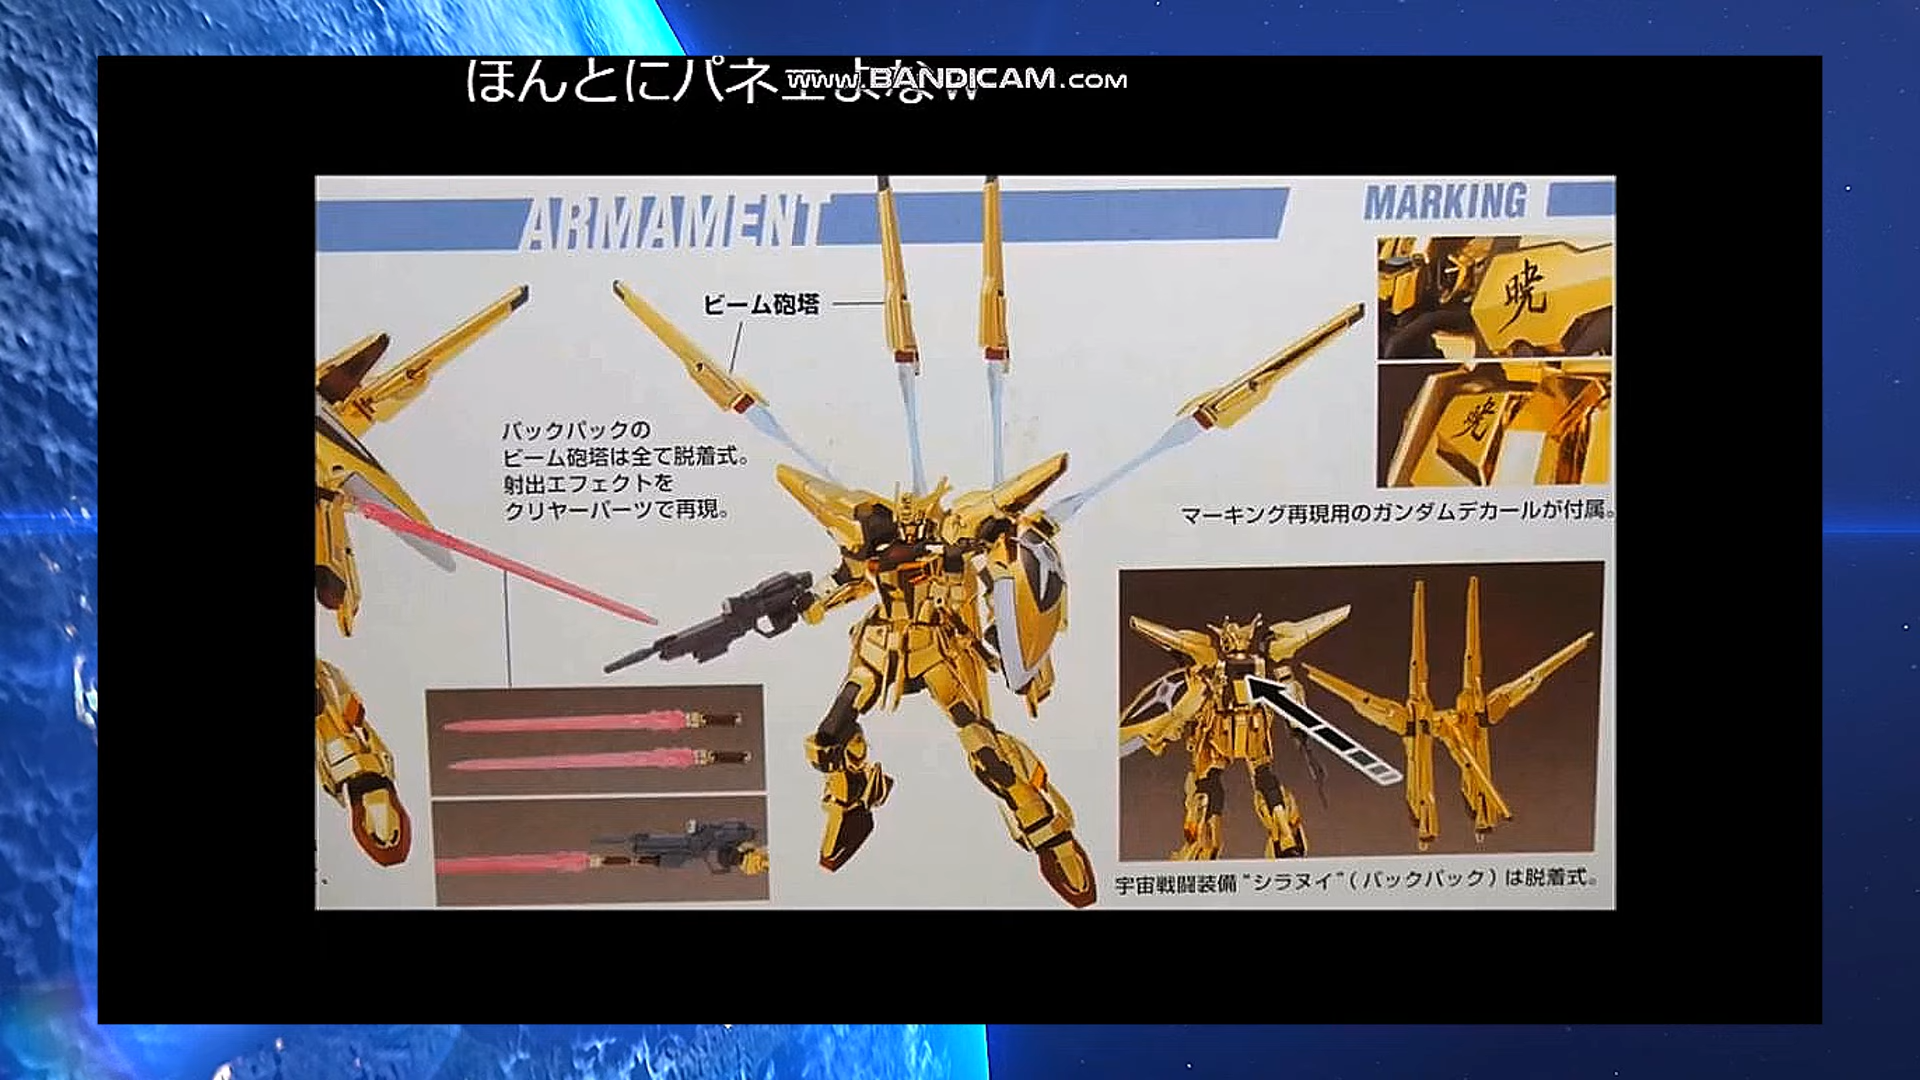 ほんとにパネェよなw
www.BANDICAM.com
ARMAMENT
MARKING
ビーム砲塔
暁
バックパックの
ビーム砲塔は全て脱着式。
射出エフェクトを
クリヤーパーツで再現。
暁
マーキング再現用のガンダムデカールが付属。
宇宙戦闘装備“シラヌイ”(バックパック)は脱着式。